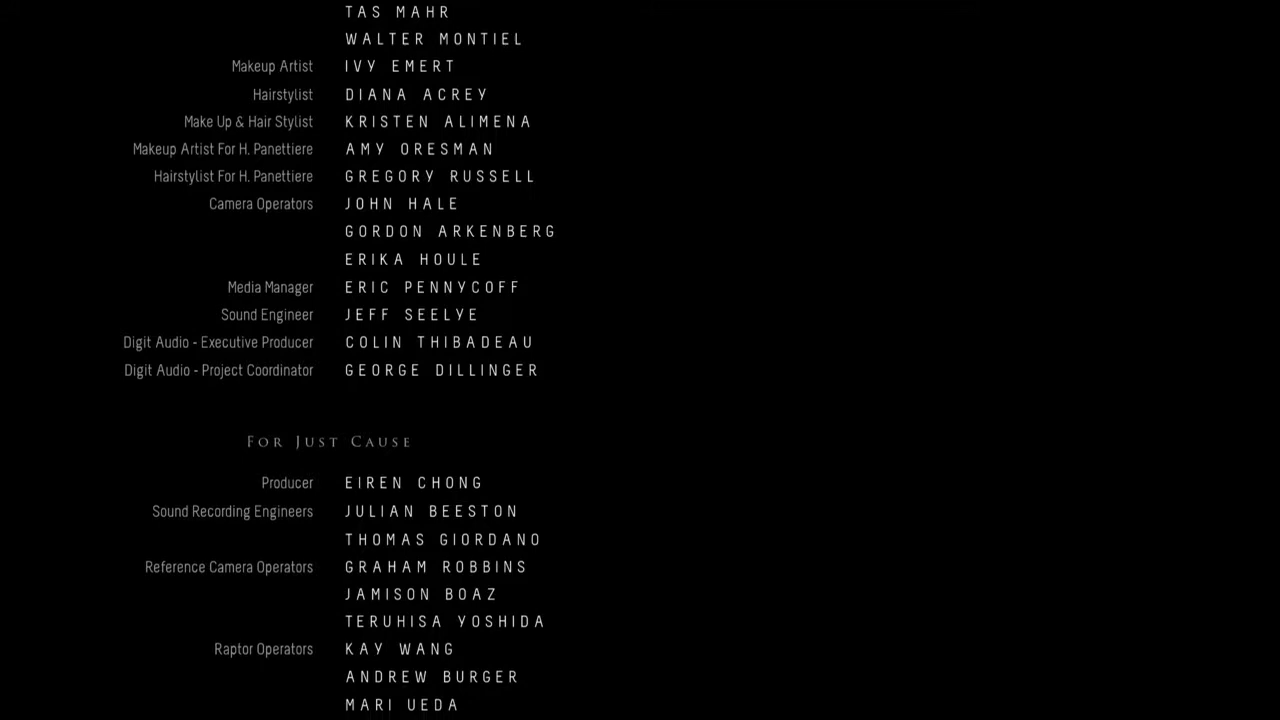 TAS MAHR
WALTER MONTIEL
Makeup Artist IVY EMERT
Hairstylist DIANA ACREY
Make Up & Hair Stylist KRISTEN ALIMENA
Makeup Artist For H. Panettiere AMY ORESMAN
Hairstylist For H. Panettiere GREGORY RUSSELL
Camera Operators JOHN HALE
GORDON ARKENBERG
ERIKA HOULE
Media Manager ERIC PENNYCOFF
Sound Engineer JEFF SEELYE
Digit Audio - Executive Producer COLIN THIBADEAU
Digit Audio - Project Coordinator GEORGE DILLINGER
FOR JUST CAUSE
Producer EIREN CHONG
Sound Recording Engineers JULIAN BEESTON
THOMAS GIORDANO
Reference Camera Operators GRAHAM ROBBINS
JAMISON BOAZ
TERUHISA YOSHIDA
Raptor Operators KAY WANG
ANDREW BURGER
MARI UEDA